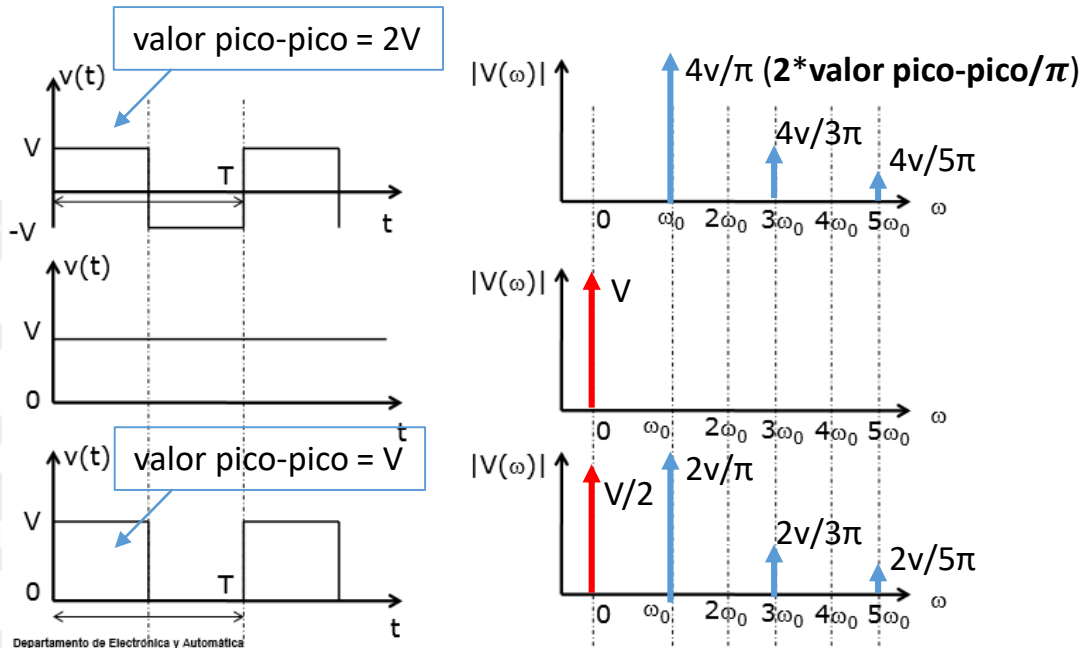 valor pico-pico = 2V
v(t)
V
T
-V
t
|V(ω)|
4v/π (2*valor pico-pico/π)
4v/3π
4v/5π
0 ω₀ 2ω₀ 3ω₀ 4ω₀ 5ω₀ ω
v(t)
V
0
t
|V(ω)|
V
0 ω₀ 2ω₀ 3ω₀ 4ω₀ 5ω₀ ω
v(t)
valor pico-pico = V
V
T
0
t
|V(ω)|
V/2
2v/π
2v/3π
2v/5π
0 ω₀ 2ω₀ 3ω₀ 4ω₀ 5ω₀ ω
Departamento de Electrónica y Automática